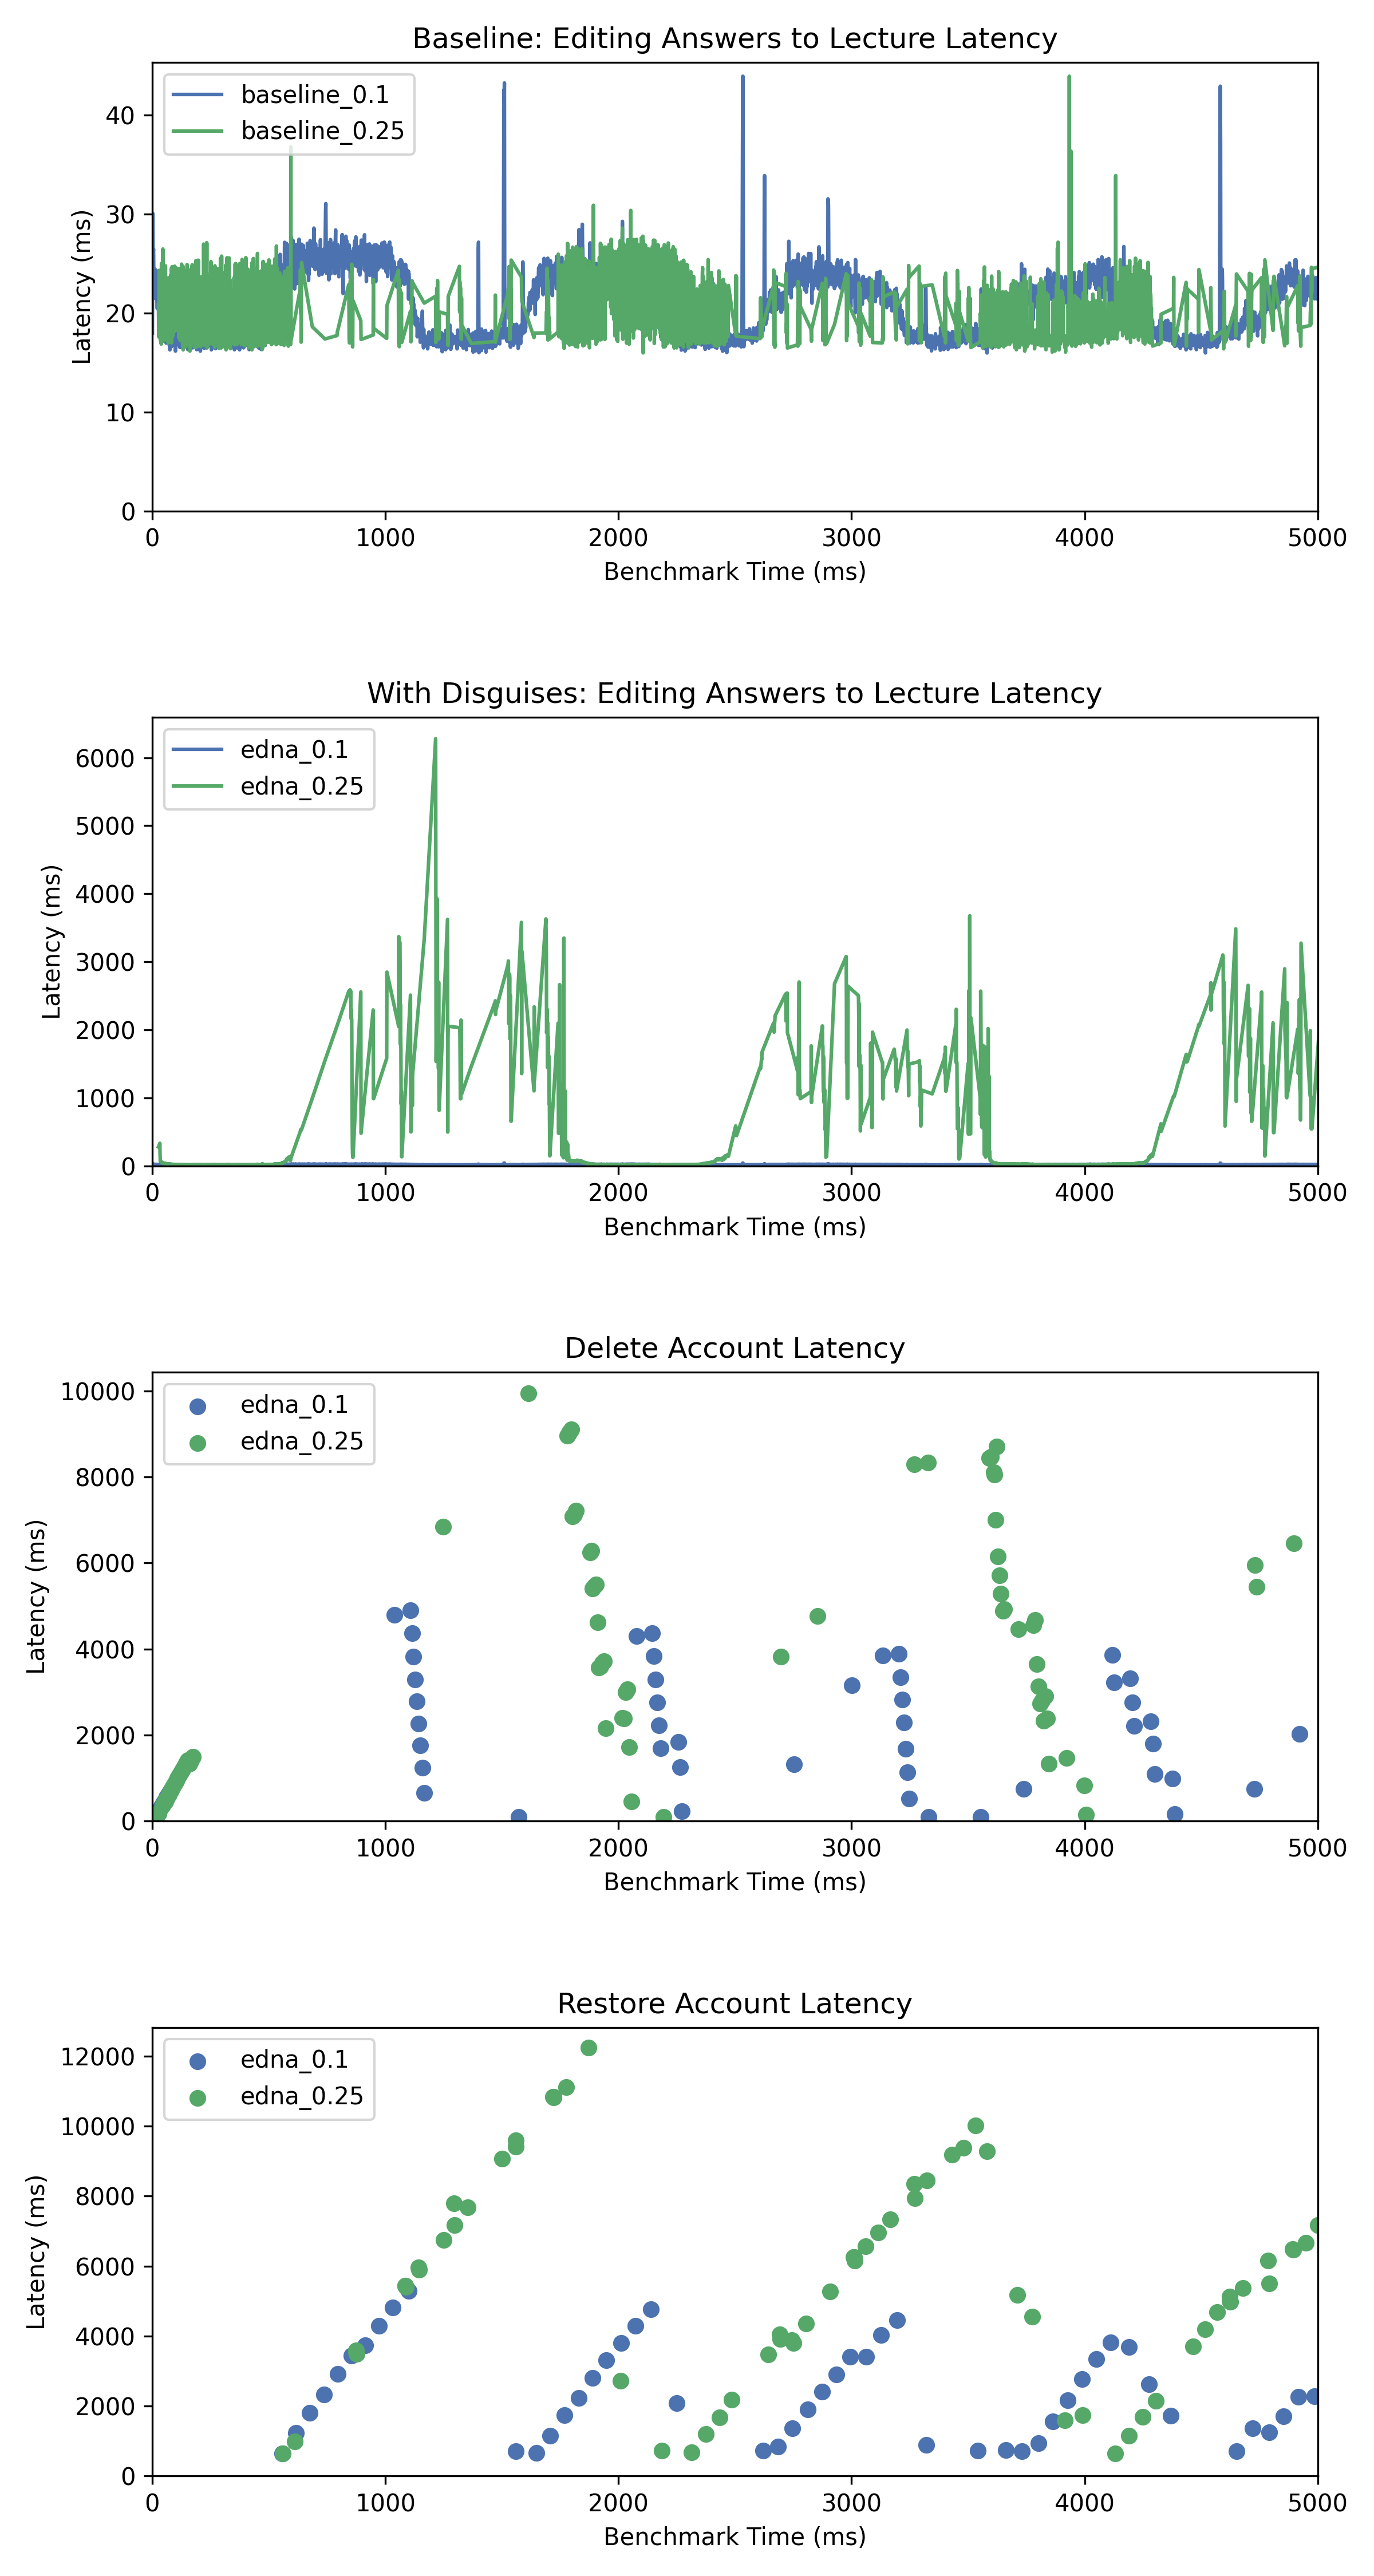 Baseline: Editing Answers to Lecture Latency
baseline_0.1
baseline_0.25
40
30
20
10
0
Latency (ms)
0 1000 2000 3000 4000 5000
Benchmark Time (ms)
With Disguises: Editing Answers to Lecture Latency
edna_0.1
edna_0.25
6000
5000
4000
3000
2000
1000
0
Latency (ms)
0 1000 2000 3000 4000 5000
Benchmark Time (ms)
Delete Account Latency
edna_0.1
edna_0.25
10000
8000
6000
4000
2000
0
Latency (ms)
0 1000 2000 3000 4000 5000
Benchmark Time (ms)
Restore Account Latency
edna_0.1
edna_0.25
12000
10000
8000
6000
4000
2000
0
Latency (ms)
0 1000 2000 3000 4000 5000
Benchmark Time (ms)